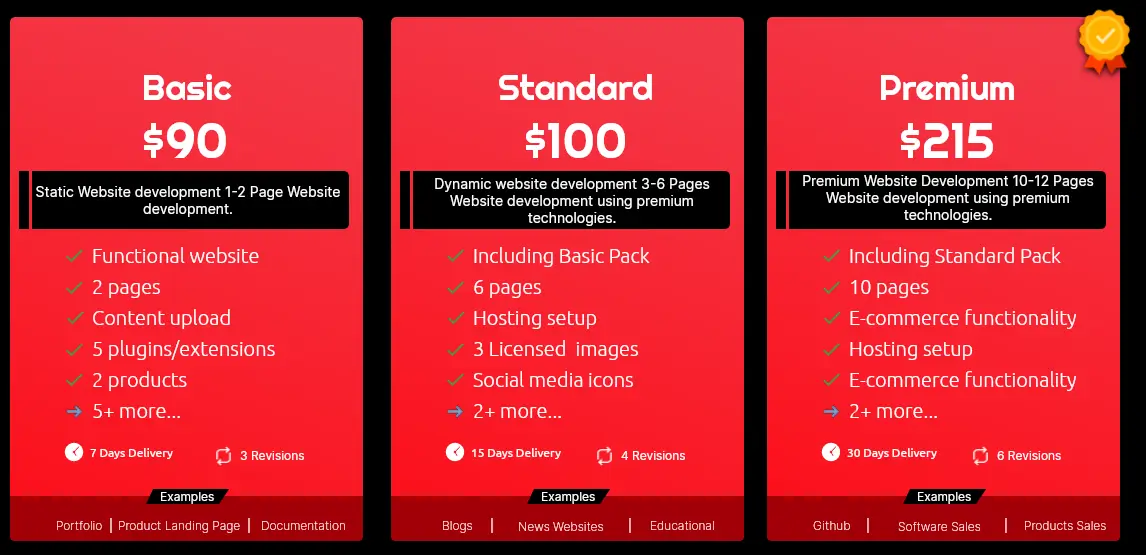 Basic
$90
Static Website development 1-2 Page Website
development.
Functional website
2 pages
Content upload
5 plugins/extensions
2 products
5+ more...
7 Days Delivery
3 Revisions
Examples
Portfolio | Product Landing Page | Documentation
Standard
$100
Dynamic website development 3-6 Pages
Website development using premium
technologies.
Including Basic Pack
6 pages
Hosting setup
3 Licensed images
Social media icons
2+ more...
15 Days Delivery
4 Revisions
Examples
Blogs | News Websites | Educational
Premium
$215
Premium Website Development 10-12 Pages
Website development using premium
technologies.
Including Standard Pack
10 pages
E-commerce functionality
Hosting setup
E-commerce functionality
2+ more...
30 Days Delivery
6 Revisions
Examples
Github | Software Sales | Products Sales